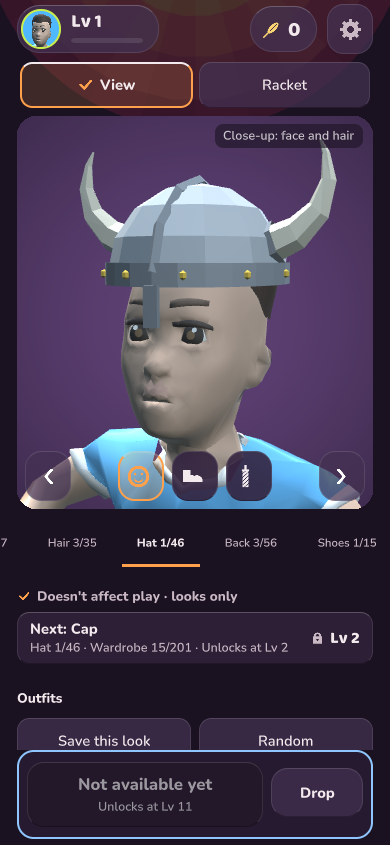 Lv 1
0
View
Racket
Close-up: face and hair
7
Hair 3/35
Hat 1/46
Back 3/56
Shoes 1/15
Doesn't affect play · looks only
Next: Cap
Hat 1/46 · Wardrobe 15/201 · Unlocks at Lv 2
Lv 2
Outfits
Save this look
Random
Not available yet
Unlocks at Lv 11
Drop